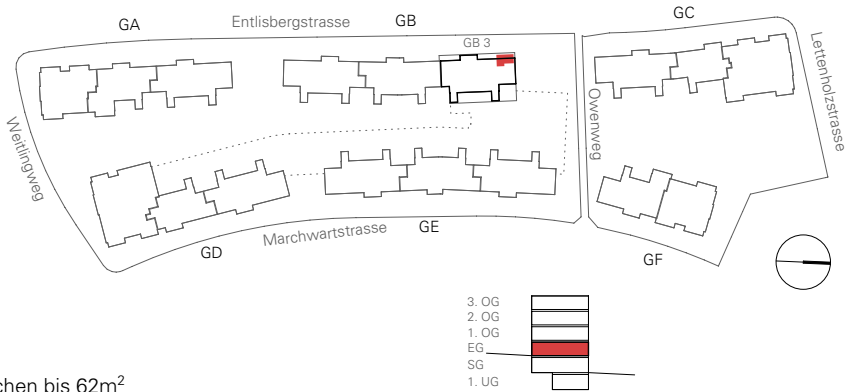 GA
Entlisbergstrasse
GB
GC
GB 3
Lettenholzstrasse
Weitlingweg
Owenweg
GD
Marchwartstrasse
GE
GF
3. OG
2. OG
1. OG
EG
SG
1. UG
chen bis 62m²